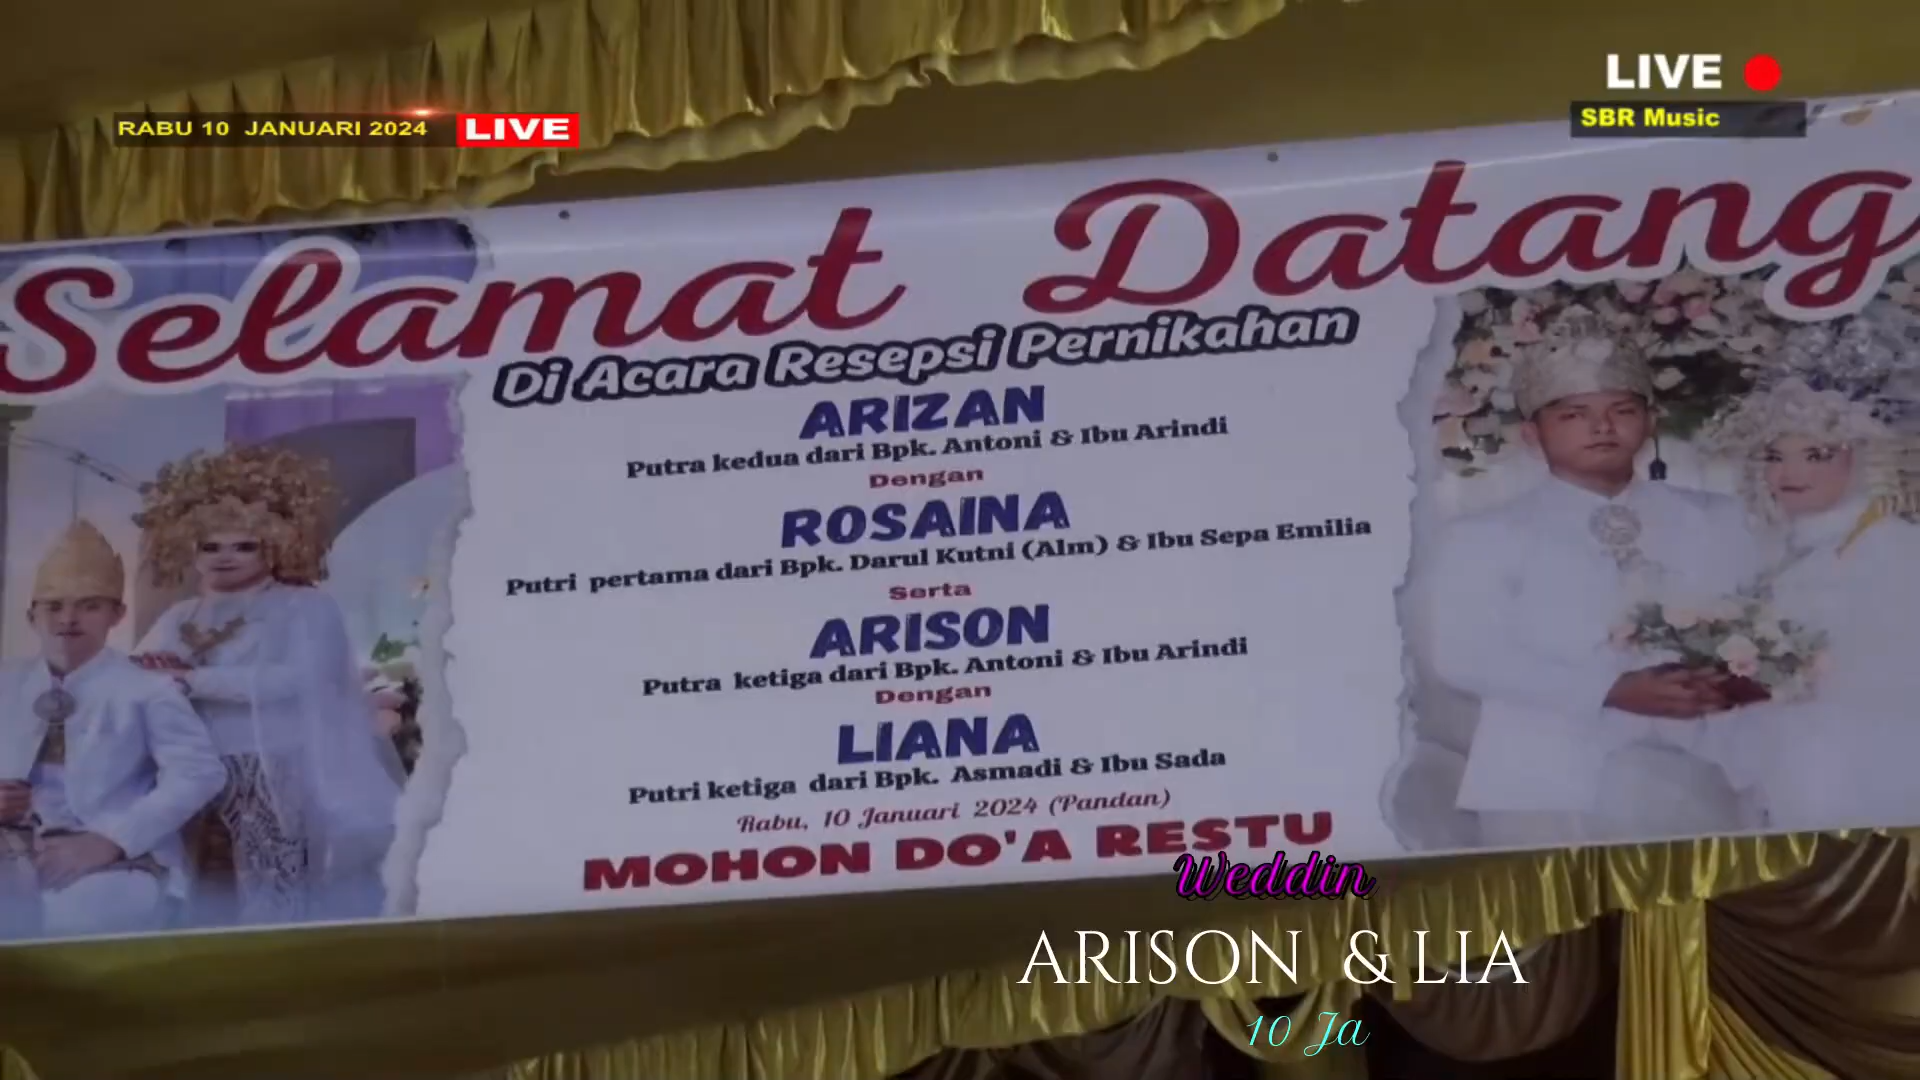 LIVE
SBR Music
RABU 10 JANUARI 2024 LIVE
Selamat Datang
Di Acara Resepsi Pernikahan
ARIZAN
Putra kedua dari Bpk. Antoni & Ibu Arindi
Dengan
ROSAINA
Putri pertama dari Bpk. Darul Kutni (Alm) & Ibu Sepa Emilia
Serta
ARISON
Putra ketiga dari Bpk. Antoni & Ibu Arindi
Dengan
LIANA
Putri ketiga dari Bpk. Asmadi & Ibu Sada
Rabu, 10 Januari 2024 (Pandan)
MOHON DO'A RESTU
Weddin
ARISON & LIA
10 Ja